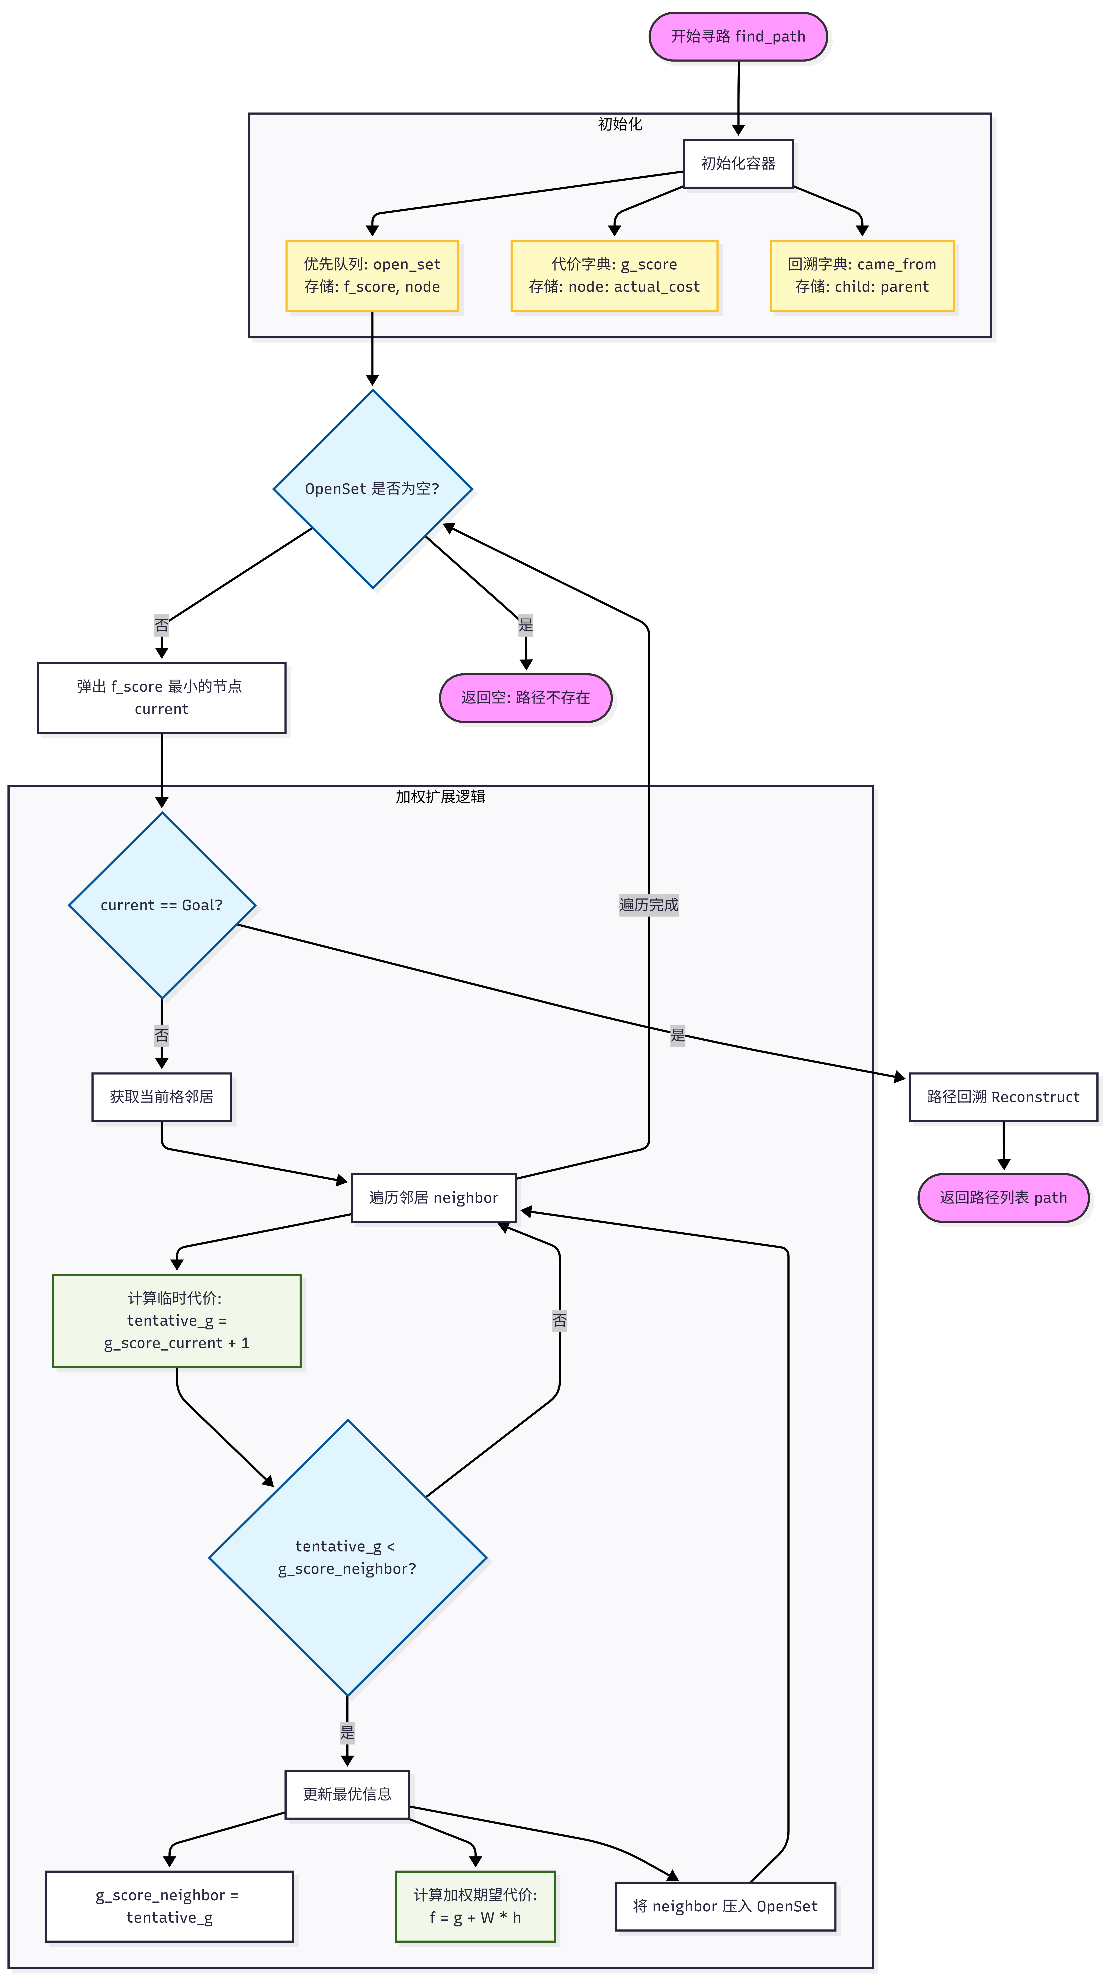 开始寻路 find_path
初始化
初始化容器
优先队列: open_set
存储: f_score, node
代价字典: g_score
存储: node: actual_cost
回溯字典: came_from
存储: child: parent
OpenSet 是否为空?
否
是
弹出 f_score 最小的节点
current
返回空: 路径不存在
加权扩展逻辑
current == Goal?
遍历完成
否
是
获取当前格邻居
路径回溯 Reconstruct
遍历邻居 neighbor
返回路径列表 path
计算临时代价:
tentative_g =
g_score_current + 1
否
tentative_g <
g_score_neighbor?
是
更新最优信息
g_score_neighbor =
tentative_g
计算加权期望代价:
f = g + W * h
将 neighbor 压入 OpenSet